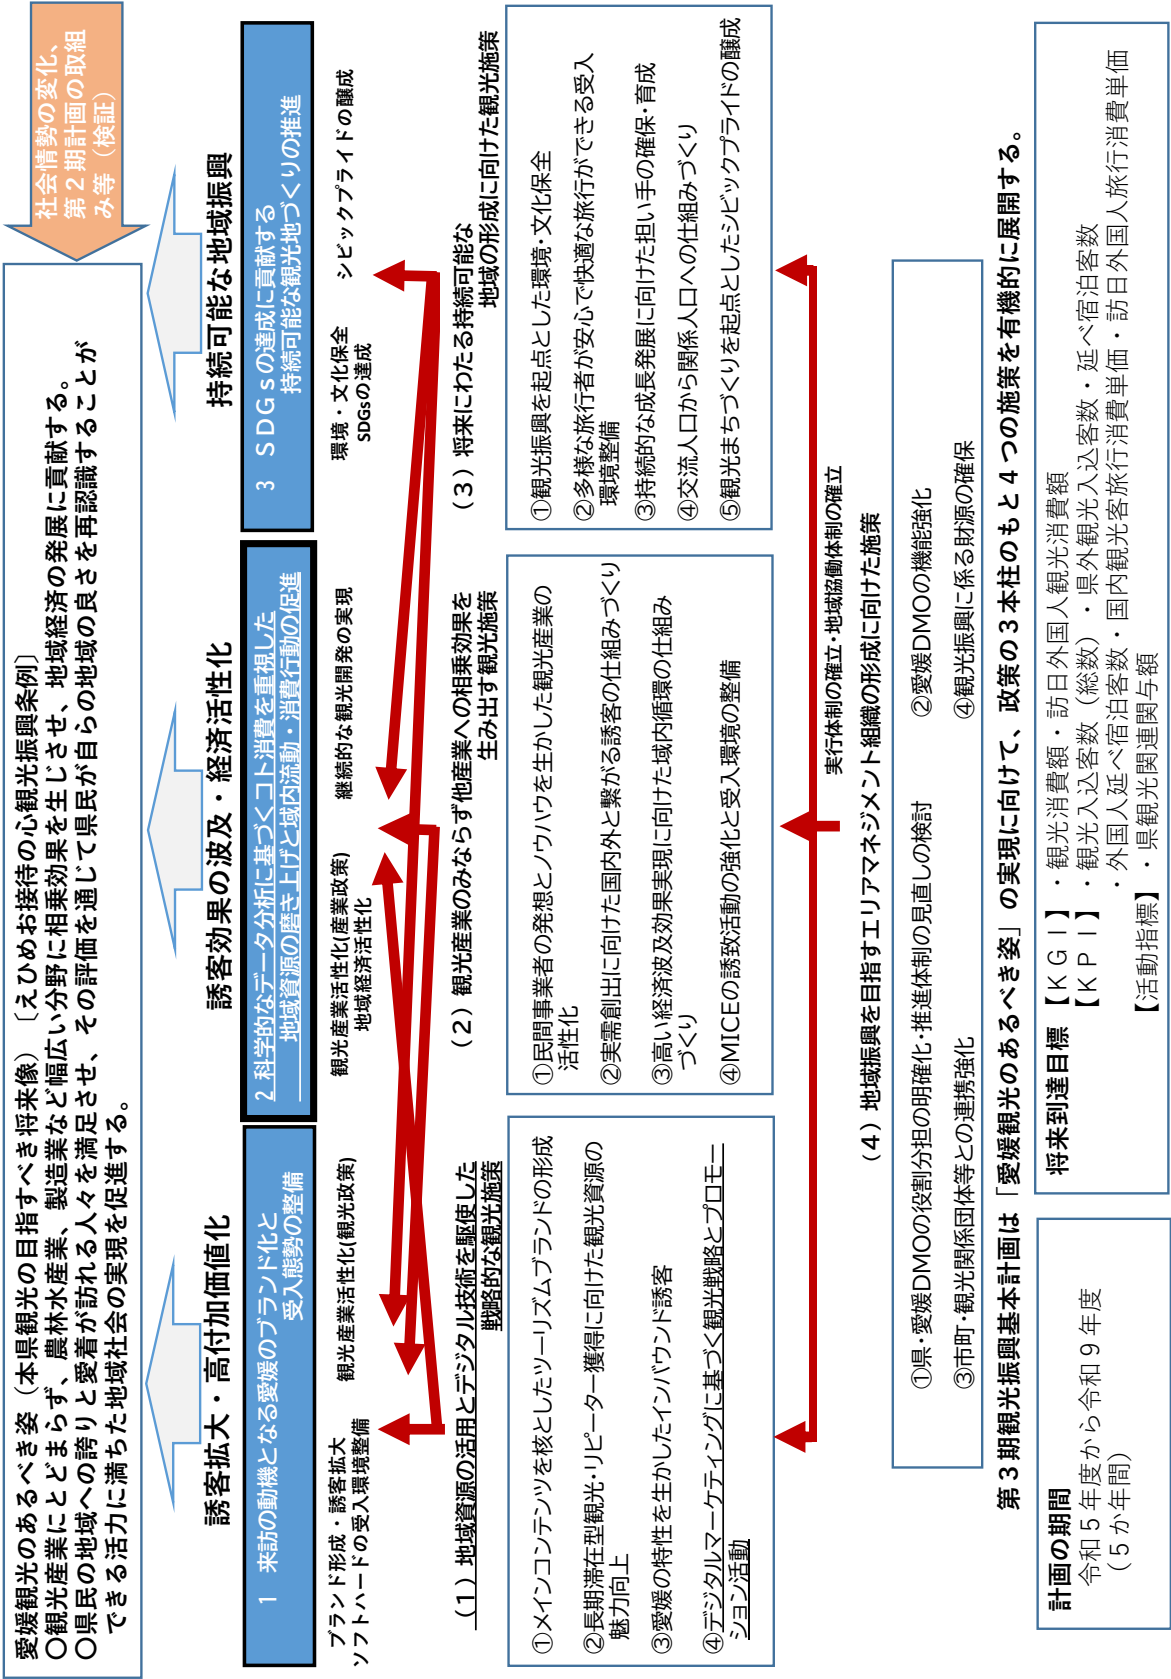 愛媛観光のあるべき姿（本県観光の目指すべき将来像）〔えひめお接待の心観光振興条例〕
〇観光産業にとどまらず、農林水産業、製造業など幅広い分野に相乗効果を生じさせ、地域経済の発展に貢献する。
〇県民の地域への誇りと愛着が訪れる人々を満足させ、その評価を通じて県民が自らの地域の良さを再認識することが
できる活力に満ちた地域社会の実現を促進する。
社会情勢の変化、
第２期計画の取組
み等（検証）
誘客拡大・高付加価値化
誘客効果の波及・経済活性化
持続可能な地域振興
1　来訪の動機となる愛媛のブランド化と
受入態勢の整備
2 科学的なデータ分析に基づくコト消費を重視した
地域資源の磨き上げと域内流動・消費行動の促進
3　ＳＤＧｓの達成に貢献する
持続可能な観光地づくりの推進
ブランド形成・誘客拡大
ソフトハードの受入環境整備
観光産業活性化(観光政策)
観光産業活性化(産業政策)
地域経済活性化
継続的な観光開発の実現
環境・文化保全
SDGsの達成
シビックプライドの醸成
（１）地域資源の活用とデジタル技術を駆使した
戦略的な観光施策
①メインコンテンツを核としたツーリズムブランドの形成
②長期滞在型観光・リピーター獲得に向けた観光資源の
魅力向上
③愛媛の特性を生かしたインバウンド誘客
④デジタルマーケティングに基づく観光戦略とプロモー
ション活動
（２）観光産業のみならず他産業への相乗効果を
生み出す観光施策
①民間事業者の発想とノウハウを生かした観光産業の
活性化
②実需創出に向けた国内外と繋がる誘客の仕組みづくり
③高い経済波及効果実現に向けた域内循環の仕組み
づくり
④MICEの誘致活動の強化と受入環境の整備
（３）将来にわたる持続可能な
地域の形成に向けた観光施策
①観光振興を起点とした環境・文化保全
②多様な旅行者が安心で快適な旅行ができる受入
環境整備
③持続的な成長発展に向けた担い手の確保・育成
④交流人口から関係人口への仕組みづくり
⑤観光まちづくりを起点としたシビックプライドの醸成
実行体制の確立・地域協働体制の確立
（４）地域振興を目指すエリアマネジメント組織の形成に向けた施策
①県・愛媛DMOの役割分担の明確化・推進体制の見直しの検討
②愛媛DMOの機能強化
③市町・観光関係団体等との連携強化
④観光振興に係る財源の確保
第３期観光振興基本計画は「愛媛観光のあるべき姿」の実現に向けて、政策の３本柱のもと４つの施策を有機的に展開する。
計画の期間
令和５年度から令和９年度
（５か年間）
将来到達目標　【ＫＧＩ】・観光消費額・訪日外国人観光消費額
【ＫＰＩ】・観光入込客数（総数）・県外観光入込客数・延べ宿泊客数
・外国人延べ宿泊客数・国内観光客旅行消費単価・訪日外国人旅行消費単価
【活動指標】・県観光関連関与額